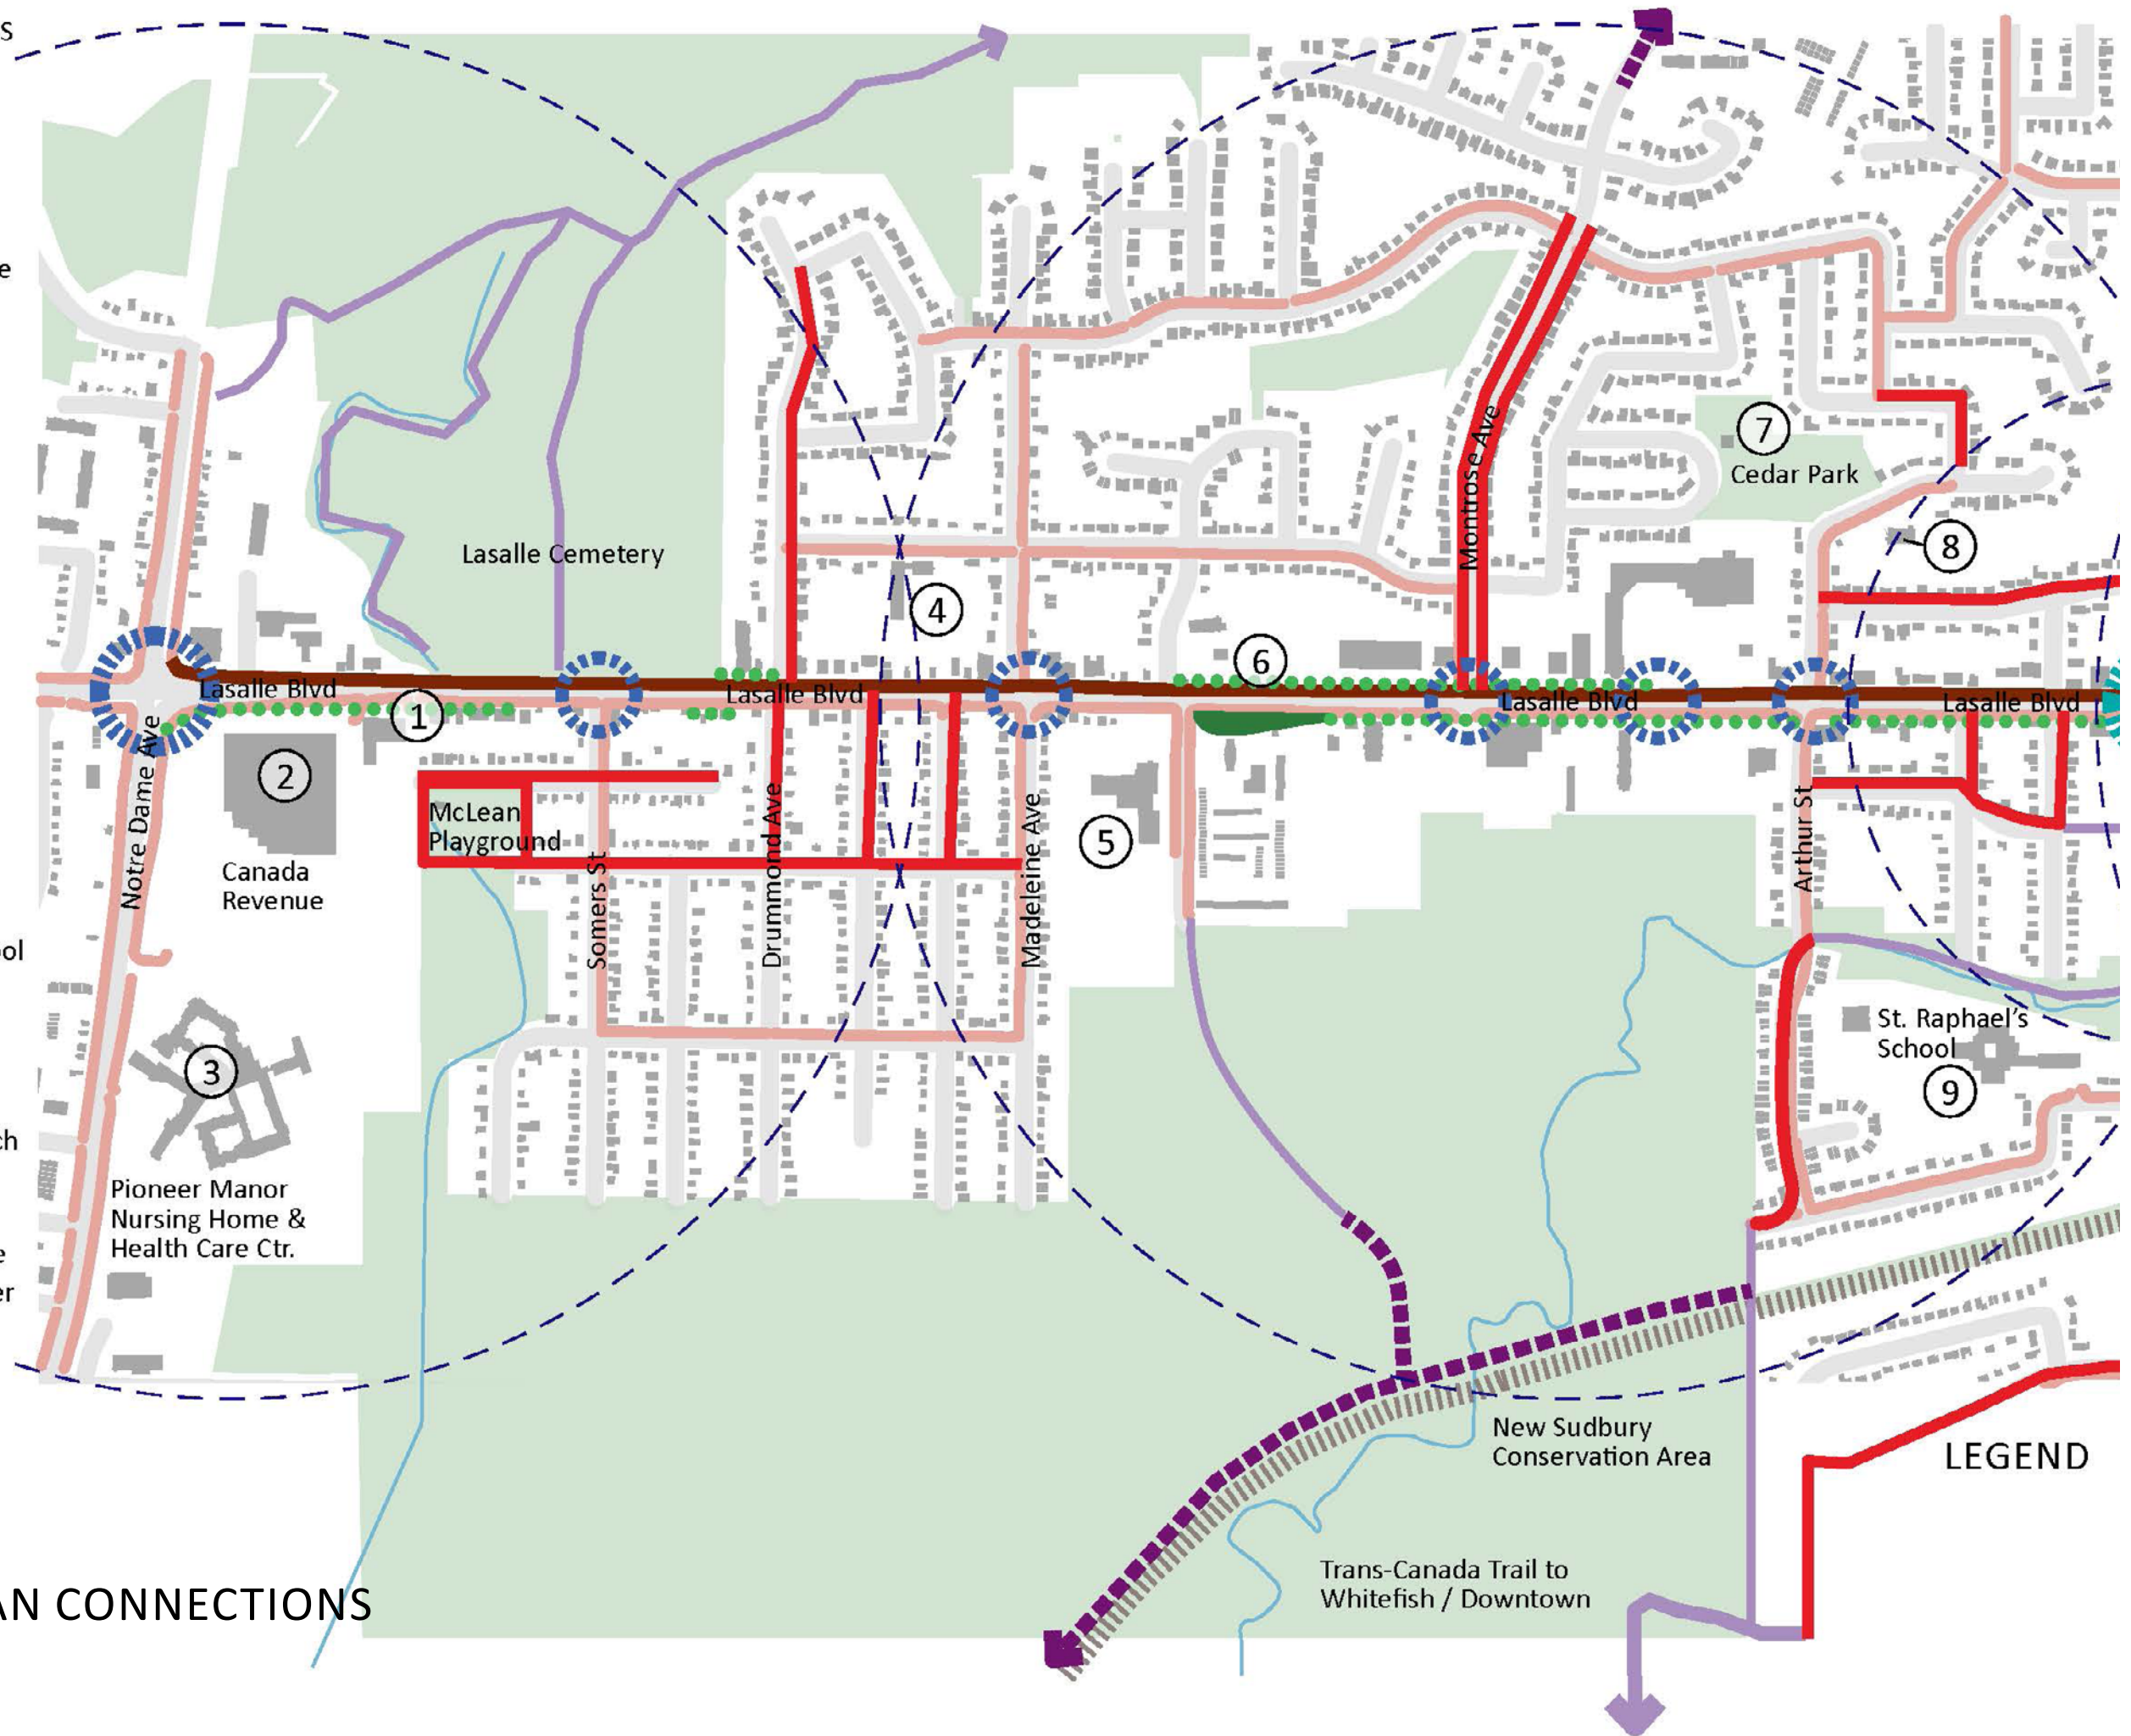 s
e
7
Cedar Park
Montrose Ave
8
Lasalle Cemetery
4
6
Lasalle Blvd
Lasalle Blvd
Lasalle Blvd
Lasalle Blvd
1
2
Notre Dame Ave
McLean
Playground
Canada
Revenue
Somers St
Drummond Ave
Madeleine Ave
5
Arthur St
ol
St. Raphael's
School
9
3
ch
Pioneer Manor
Nursing Home &
Health Care Ctr.
e
er
New Sudbury
Conservation Area
LEGEND
Trans-Canada Trail to
Whitefish / Downtown
AN CONNECTIONS